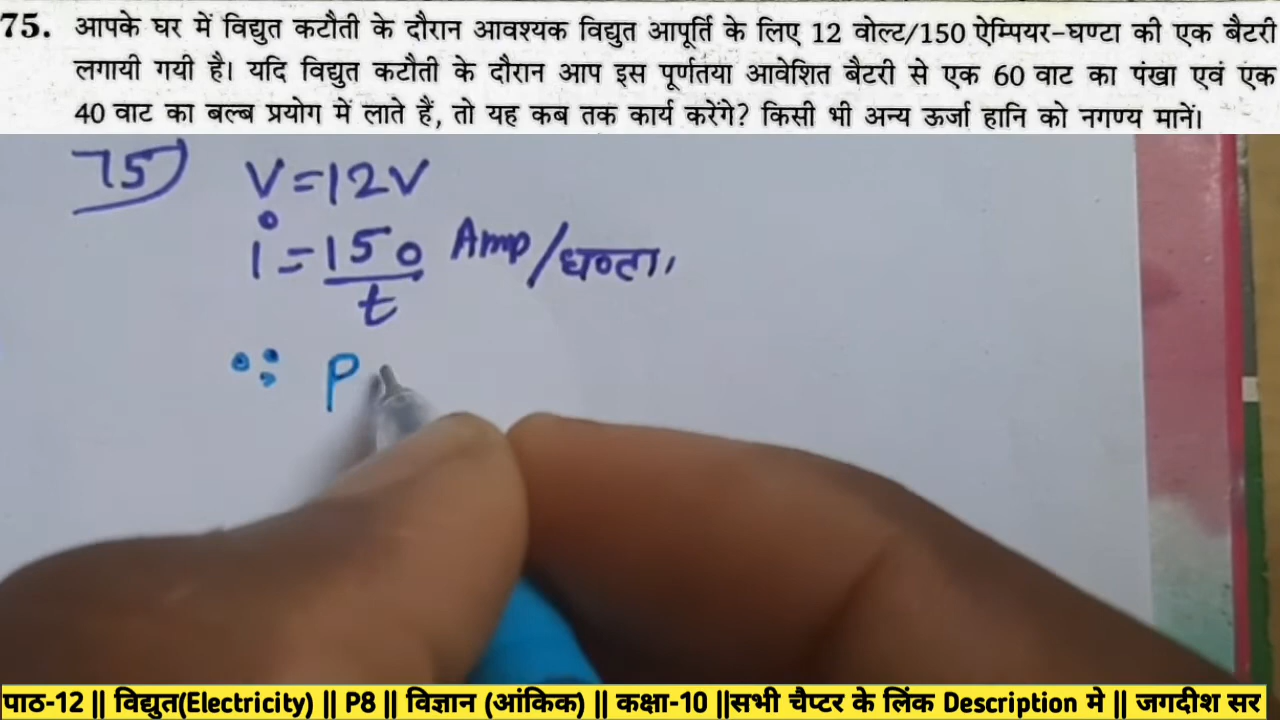 75. आपके घर में विद्युत कटौती के दौरान आवश्यक विद्युत आपूर्ति के लिए 12 वोल्ट/150 ऐम्पियर-घण्टा की एक बैटरी
लगायी गयी है। यदि विद्युत कटौती के दौरान आप इस पूर्णतया आवेशित बैटरी से एक 60 वाट का पंखा एवं एक
40 वाट का बल्ब प्रयोग में लाते हैं, तो यह कब तक कार्य करेंगे? किसी भी अन्य ऊर्जा हानि को नगण्य मानें।
75)
V=12V
i=150/t Amp/घण्टा,
∵ P
पाठ-12 || विद्युत(Electricity) || P8 || विज्ञान (आंकिक) || कक्षा-10 ||सभी चैप्टर के लिंक Description मे || जगदीश सर